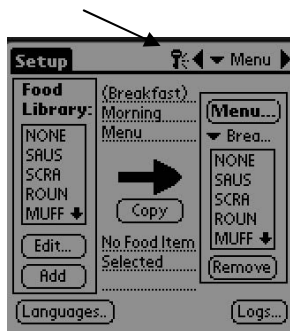 Setup
Menu
Food
Library:
NONE
SAUS
SCRA
ROUN
MUFF
Edit...
Add
(Breakfast)
Morning
Menu
Copy
No Food Item
Selected
Menu...
Brea...
NONE
SAUS
SCRA
ROUN
MUFF
Remove
Languages..
Logs...